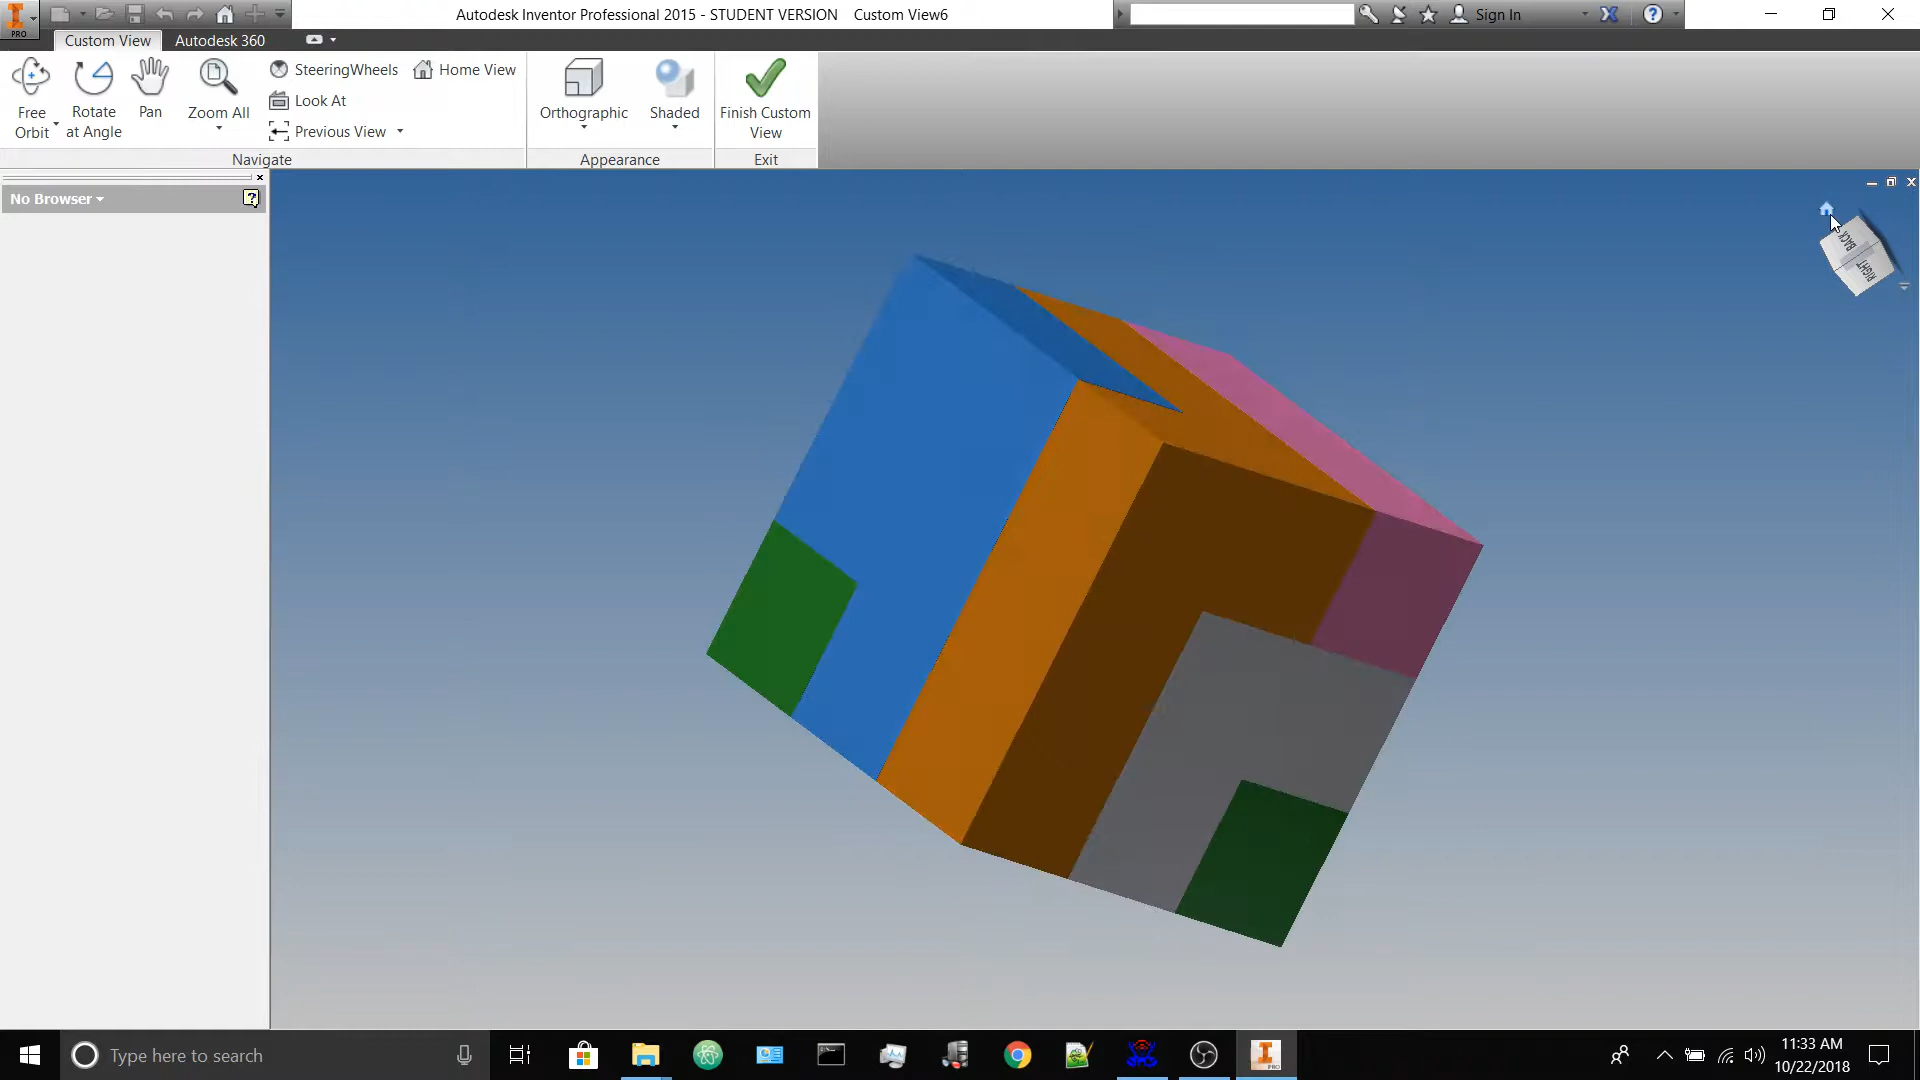 Autodesk Inventor Professional 2015 - STUDENT VERSION Custom View6
Sign In
PRO
Custom View
Autodesk 360
Free
Orbit
Rotate
at Angle
Pan
Zoom All
SteeringWheels
Look At
Previous View
Home View
Orthographic
Shaded
Finish Custom
View
Navigate
Appearance
Exit
No Browser
BACK
RIGHT
Type here to search
PRO
11:33 AM
10/22/2018